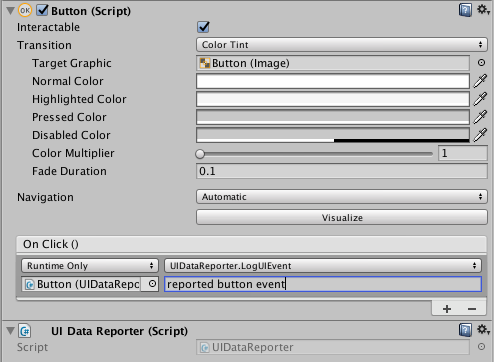 OK Button (Script)
Interactable
Transition Color Tint
Target Graphic Button (Image)
Normal Color
Highlighted Color
Pressed Color
Disabled Color
Color Multiplier 1
Fade Duration 0.1
Navigation Automatic
Visualize
On Click ()
Runtime Only UIDataReporter.LogUIEvent
Button (UIDataRepc reported button event
C# UI Data Reporter (Script)
Script UIDataReporter